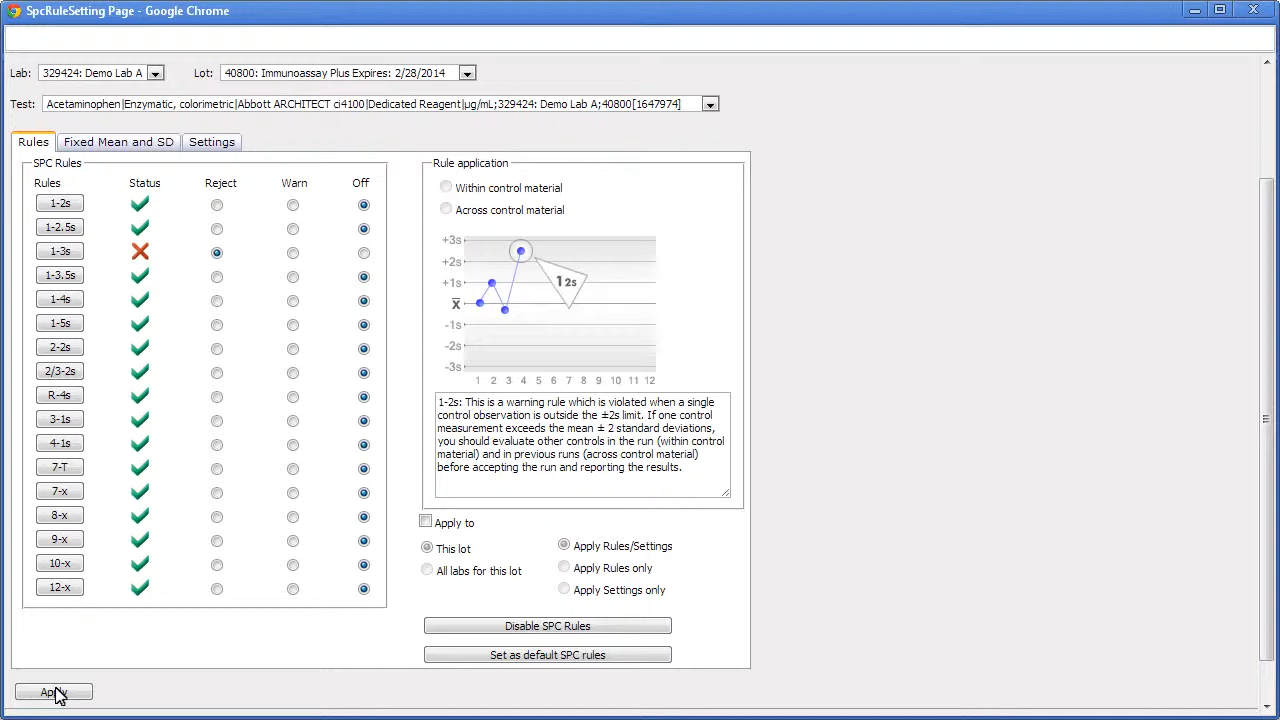 SpcRuleSetting Page - Google Chrome
Lab: 329424: Demo Lab A Lot: 40800: Immunoassay Plus Expires: 2/28/2014
Test: Acetaminophen|Enzymatic, colorimetric|Abbott ARCHITECT ci4100|Dedicated Reagent|µg/mL;329424: Demo Lab A;40800[1647974]
Rules Fixed Mean and SD Settings
SPC Rules
Rules Status Reject Warn Off
1-2s
1-2.5s
1-3s
1-3.5s
1-4s
1-5s
2-2s
2/3-2s
R-4s
3-1s
4-1s
7-T
7-x
8-x
9-x
10-x
12-x
Rule application
Within control material
Across control material
+3s
+2s
+1s
x̄
-1s
-2s
-3s
1 2s
1 2 3 4 5 6 7 8 9 10 11 12
1-2s: This is a warning rule which is violated when a single
control observation is outside the ±2s limit. If one control
measurement exceeds the mean ± 2 standard deviations,
you should evaluate other controls in the run (within control
material) and in previous runs (across control material)
before accepting the run and reporting the results.
Apply to
This lot
All labs for this lot
Apply Rules/Settings
Apply Rules only
Apply Settings only
Disable SPC Rules
Set as default SPC rules
Apply